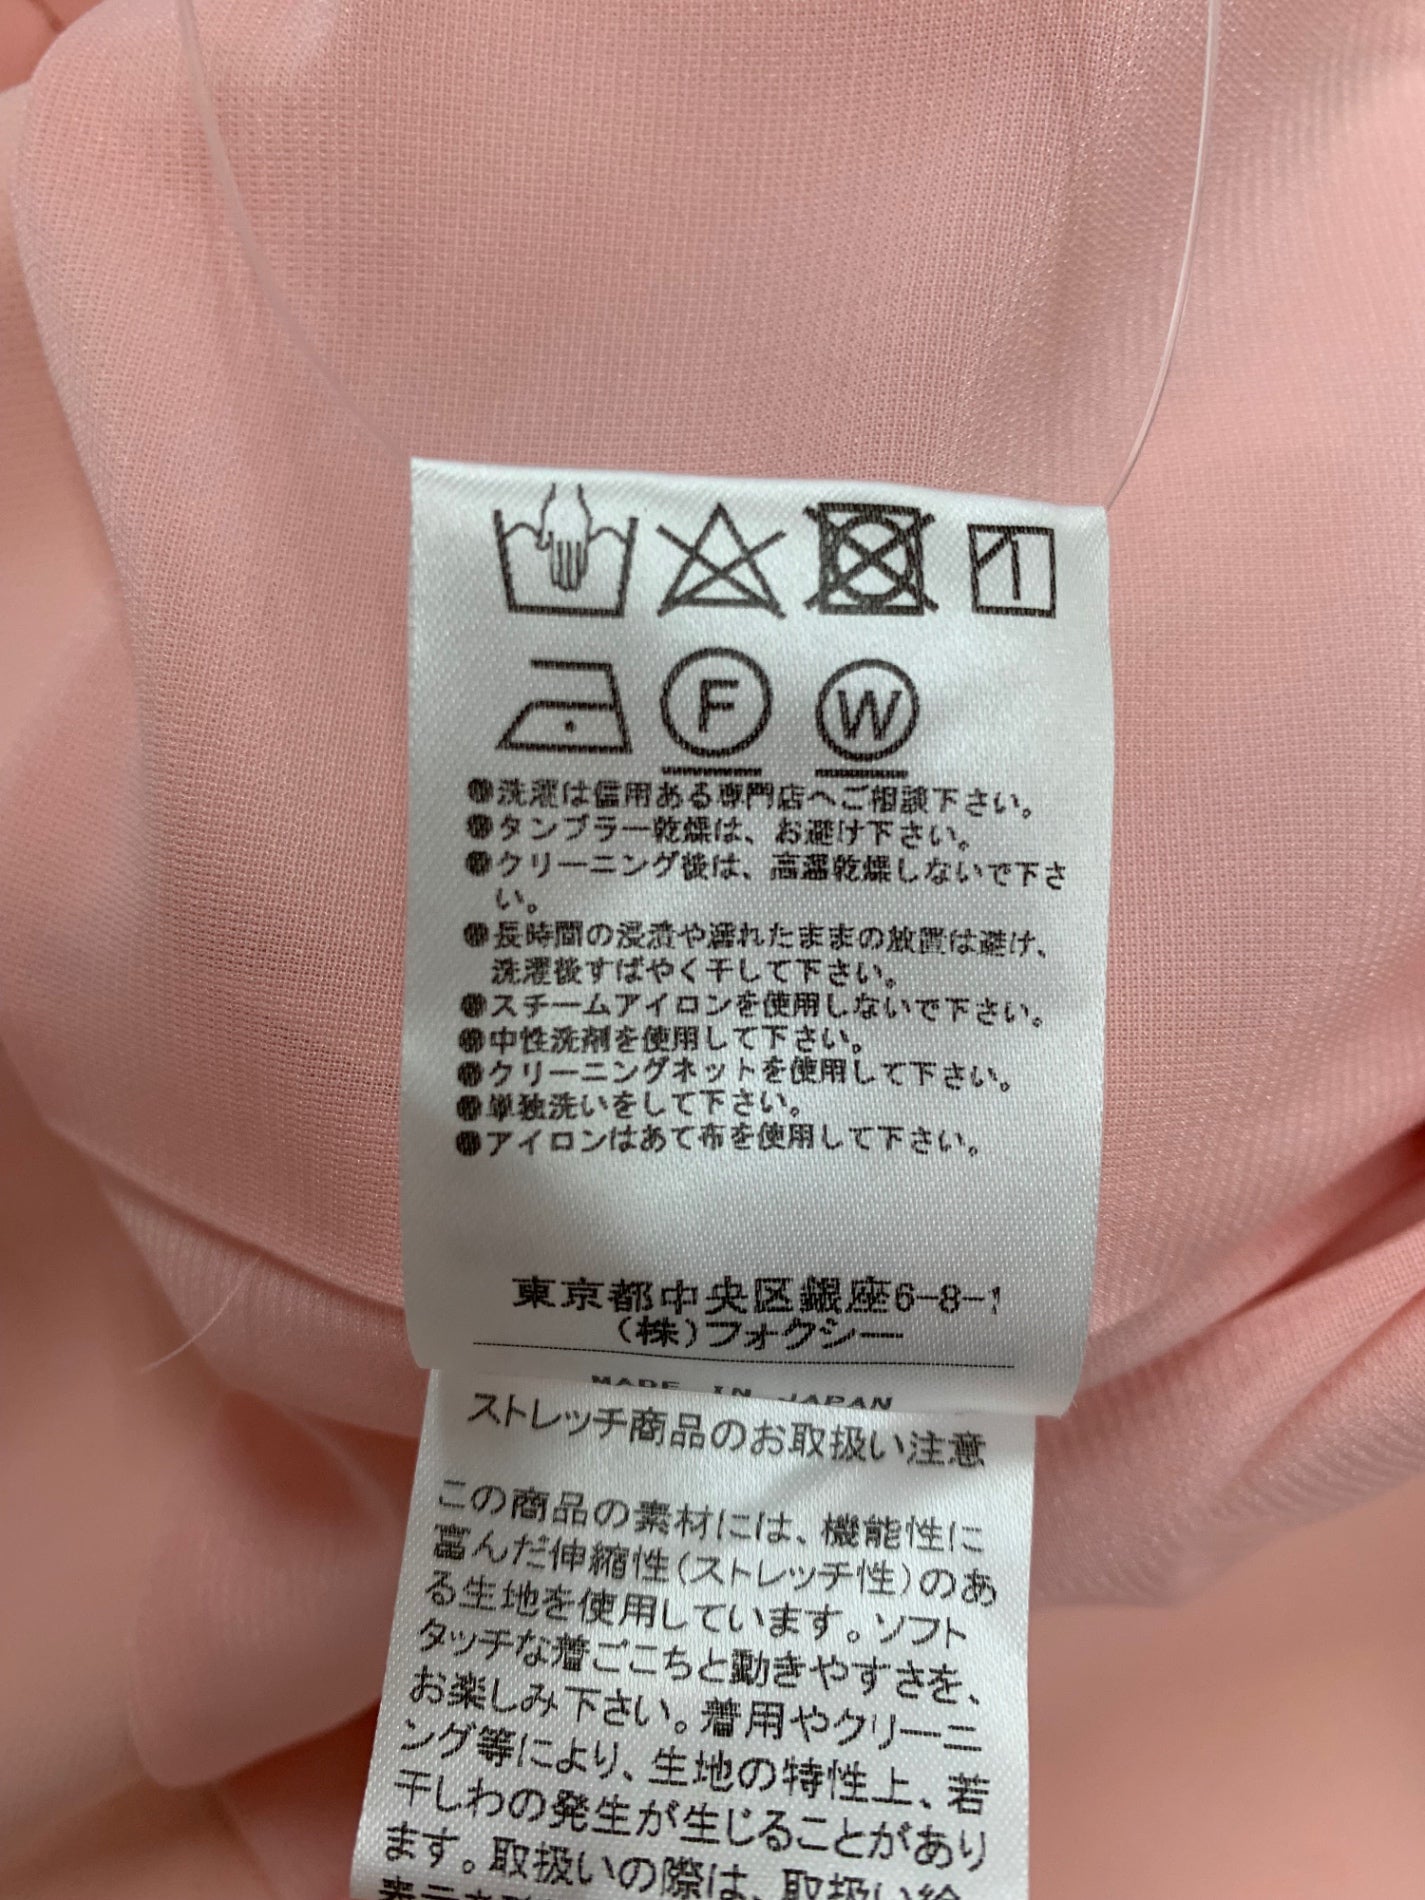 F W
●洗濯は信用ある専門店へご相談下さい。
●タンブラー乾燥は、お避け下さい。
●クリーニング後は、高温乾燥しないで下さ
い。
●長時間の浸漬や濡れたままの放置は避け、
洗濯後すばやく干して下さい。
●スチームアイロンを使用しないで下さい。
●中性洗剤を使用して下さい。
●クリーニングネットを使用して下さい。
●単独洗いをして下さい。
●アイロンはあて布を使用して下さい。
東京都中央区銀座6-8-1
(株)フォクシー
MADE IN JAPAN
ストレッチ商品のお取扱い注意
この商品の素材には、機能性に
富んだ伸縮性(ストレッチ性)のあ
る生地を使用しています。ソフト
タッチな着ごこちと動きやすさを、
お楽しみ下さい。着用やクリーニ
ング等により、生地の特性上、若
干しわの発生が生じることがあり
ます。取扱いの際は、取扱い絵
表示を